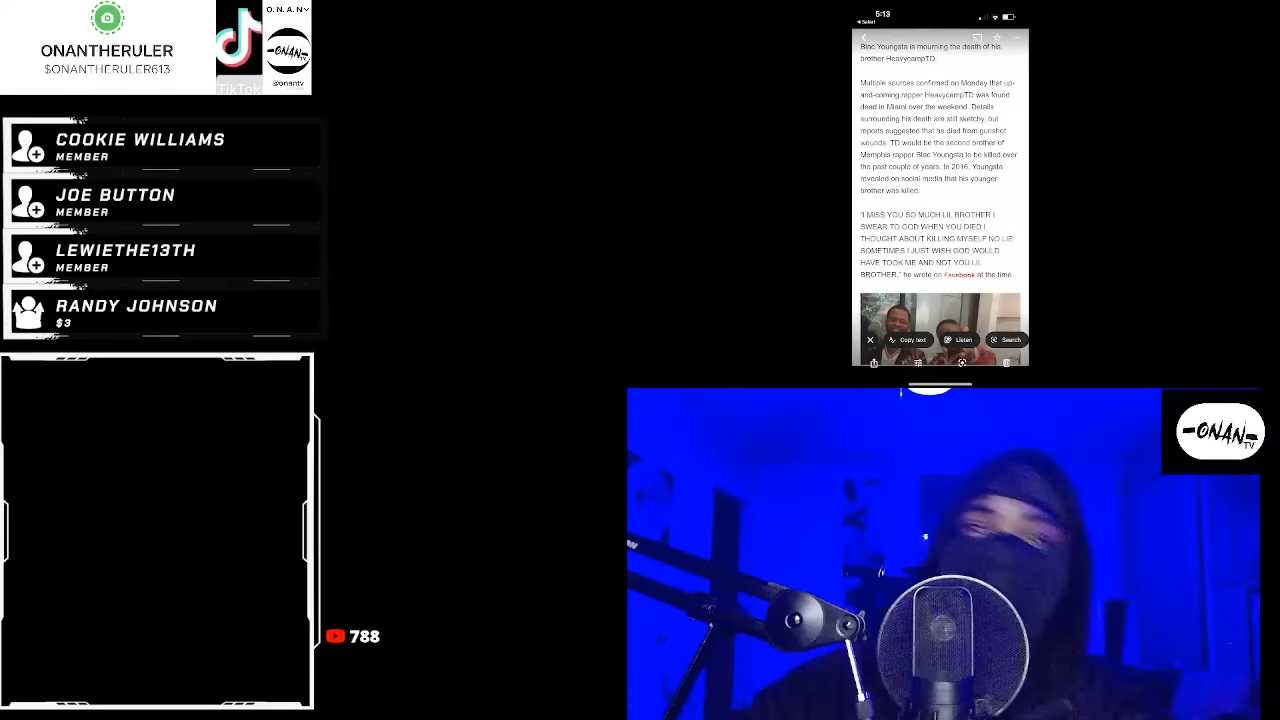 ONANTHERULER
$ONANTHERULER613
TikTok
O.N.A.N
-ONAN-
@onantv
COOKIE WILLIAMS
MEMBER
JOE BUTTON
MEMBER
LEWIETHE13TH
MEMBER
RANDY JOHNSON
$3
788
5:13
Safari
Blac Youngsta is mourning the death of his
brother HeavycampTD.
Multiple sources confirmed on Monday that up-
and-coming rapper HeavycampTD was found
dead in Miami over the weekend. Details
surrounding his death are still sketchy, but
reports suggested that he died from gunshot
wounds. TD would be the second brother of
Memphis rapper Blac Youngsta to be killed over
the past couple of years. In 2016, Youngsta
revealed on social media that his younger
brother was killed.
"I MISS YOU SO MUCH LIL BROTHER I
SWEAR TO GOD WHEN YOU DIED I
THOUGHT ABOUT KILLING MYSELF NO LIE
SOMETIMES I JUST WISH GOD WOULD
HAVE TOOK ME AND NOT YOU LIL
BROTHER," he wrote on Facebook at the time.
Copy text
Listen
Search
-ONAN-
TV